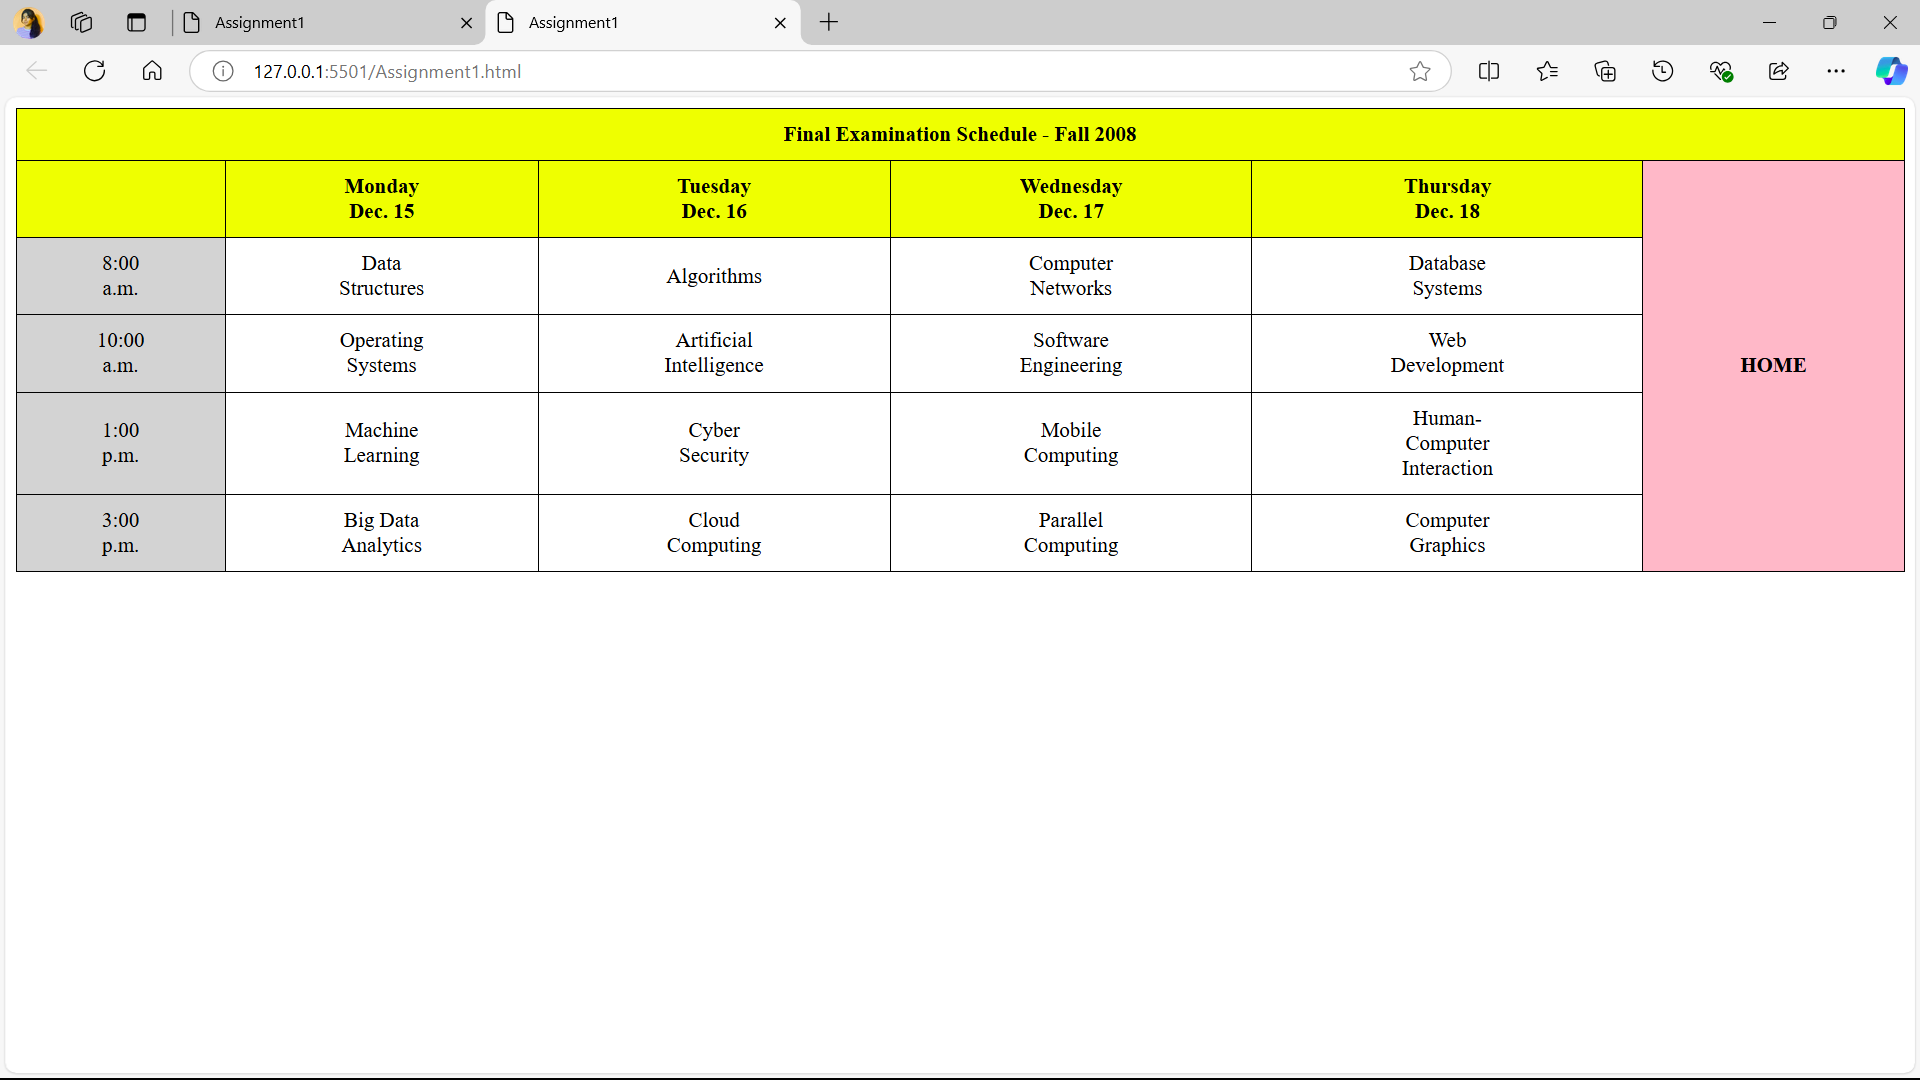 Assignment1
Assignment1
127.0.0.1:5501/Assignment1.html
Final Examination Schedule - Fall 2008
Monday
Dec. 15
Tuesday
Dec. 16
Wednesday
Dec. 17
Thursday
Dec. 18
HOME
8:00
a.m.
Data
Structures
Algorithms
Computer
Networks
Database
Systems
10:00
a.m.
Operating
Systems
Artificial
Intelligence
Software
Engineering
Web
Development
1:00
p.m.
Machine
Learning
Cyber
Security
Mobile
Computing
Human-
Computer
Interaction
3:00
p.m.
Big Data
Analytics
Cloud
Computing
Parallel
Computing
Computer
Graphics